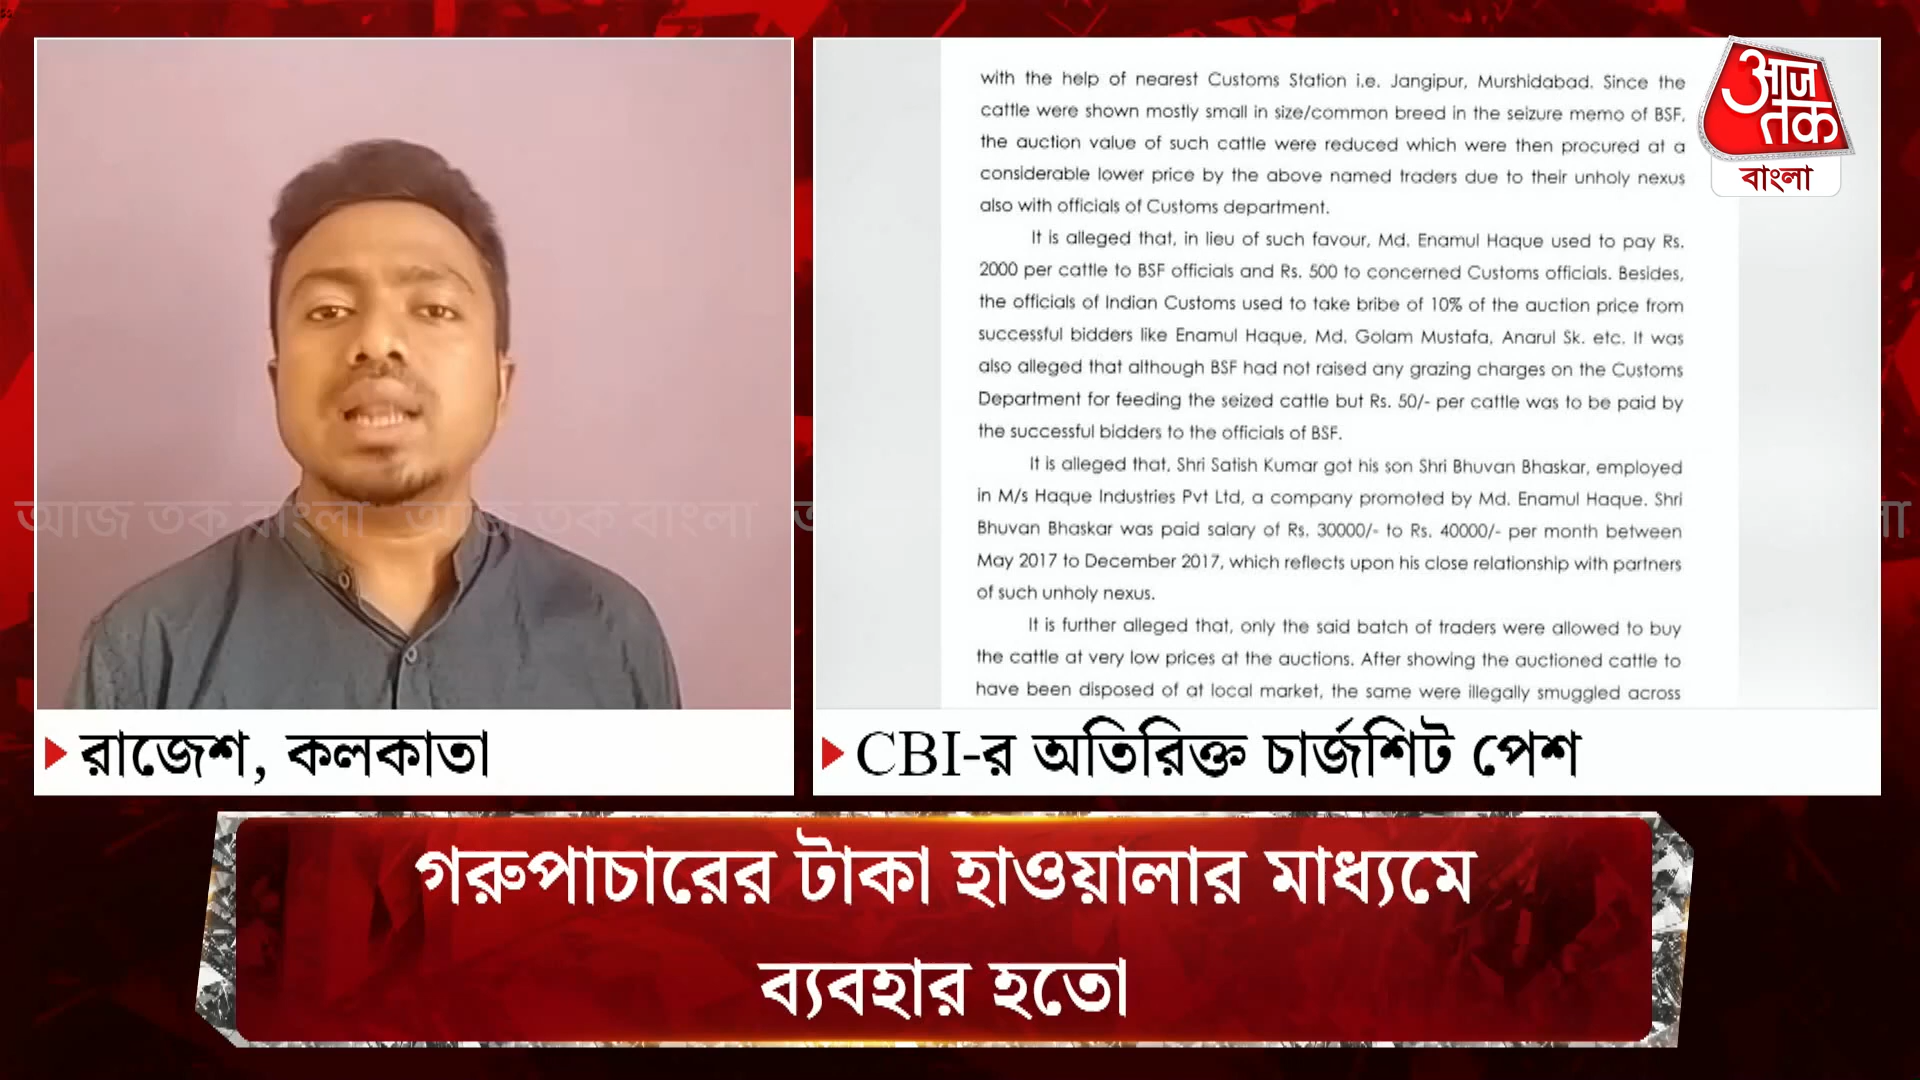 with the help of nearest Customs Station i.e. Jangipur, Murshidabad. Since the
cattle were shown mostly small in size/common breed in the seizure memo of BSF,
the auction value of such cattle were reduced which were then procured at a
considerable lower price by the above named traders due to their unholy nexus
also with officials of Customs department.
It is alleged that, in lieu of such favour, Md. Enamul Haque used to pay Rs.
2000 per cattle to BSF officials and Rs. 500 to concerned Customs officials. Besides,
the officials of Indian Customs used to take bribe of 10% of the auction price from
successful bidders like Enamul Haque, Md. Golam Mustafa, Anarul Sk. etc. It was
also alleged that although BSF had not raised any grazing charges on the Customs
Department for feeding the seized cattle but Rs. 50/- per cattle was to be paid by
the successful bidders to the officials of BSF.
It is alleged that, Shri Satish Kumar got his son Shri Bhuvan Bhaskar, employed
in M/s Haque Industries Pvt Ltd, a company promoted by Md. Enamul Haque. Shri
Bhuvan Bhaskar was paid salary of Rs. 30000/- to Rs. 40000/- per month between
May 2017 to December 2017, which reflects upon his close relationship with partners
of such unholy nexus.
It is further alleged that, only the said batch of traders were allowed to buy
the cattle at very low prices at the auctions. After showing the auctioned cattle to
have been disposed of at local market, the same were illegally smuggled across
आज
तक
বাংলা
আজ তক বাংলা আজ তক বাংলা
রাজেশ, কলকাতা
CBI-র অতিরিক্ত চার্জশিট পেশ
গরুপাচারের টাকা হাওয়ালার মাধ্যমে
ব্যবহার হতো